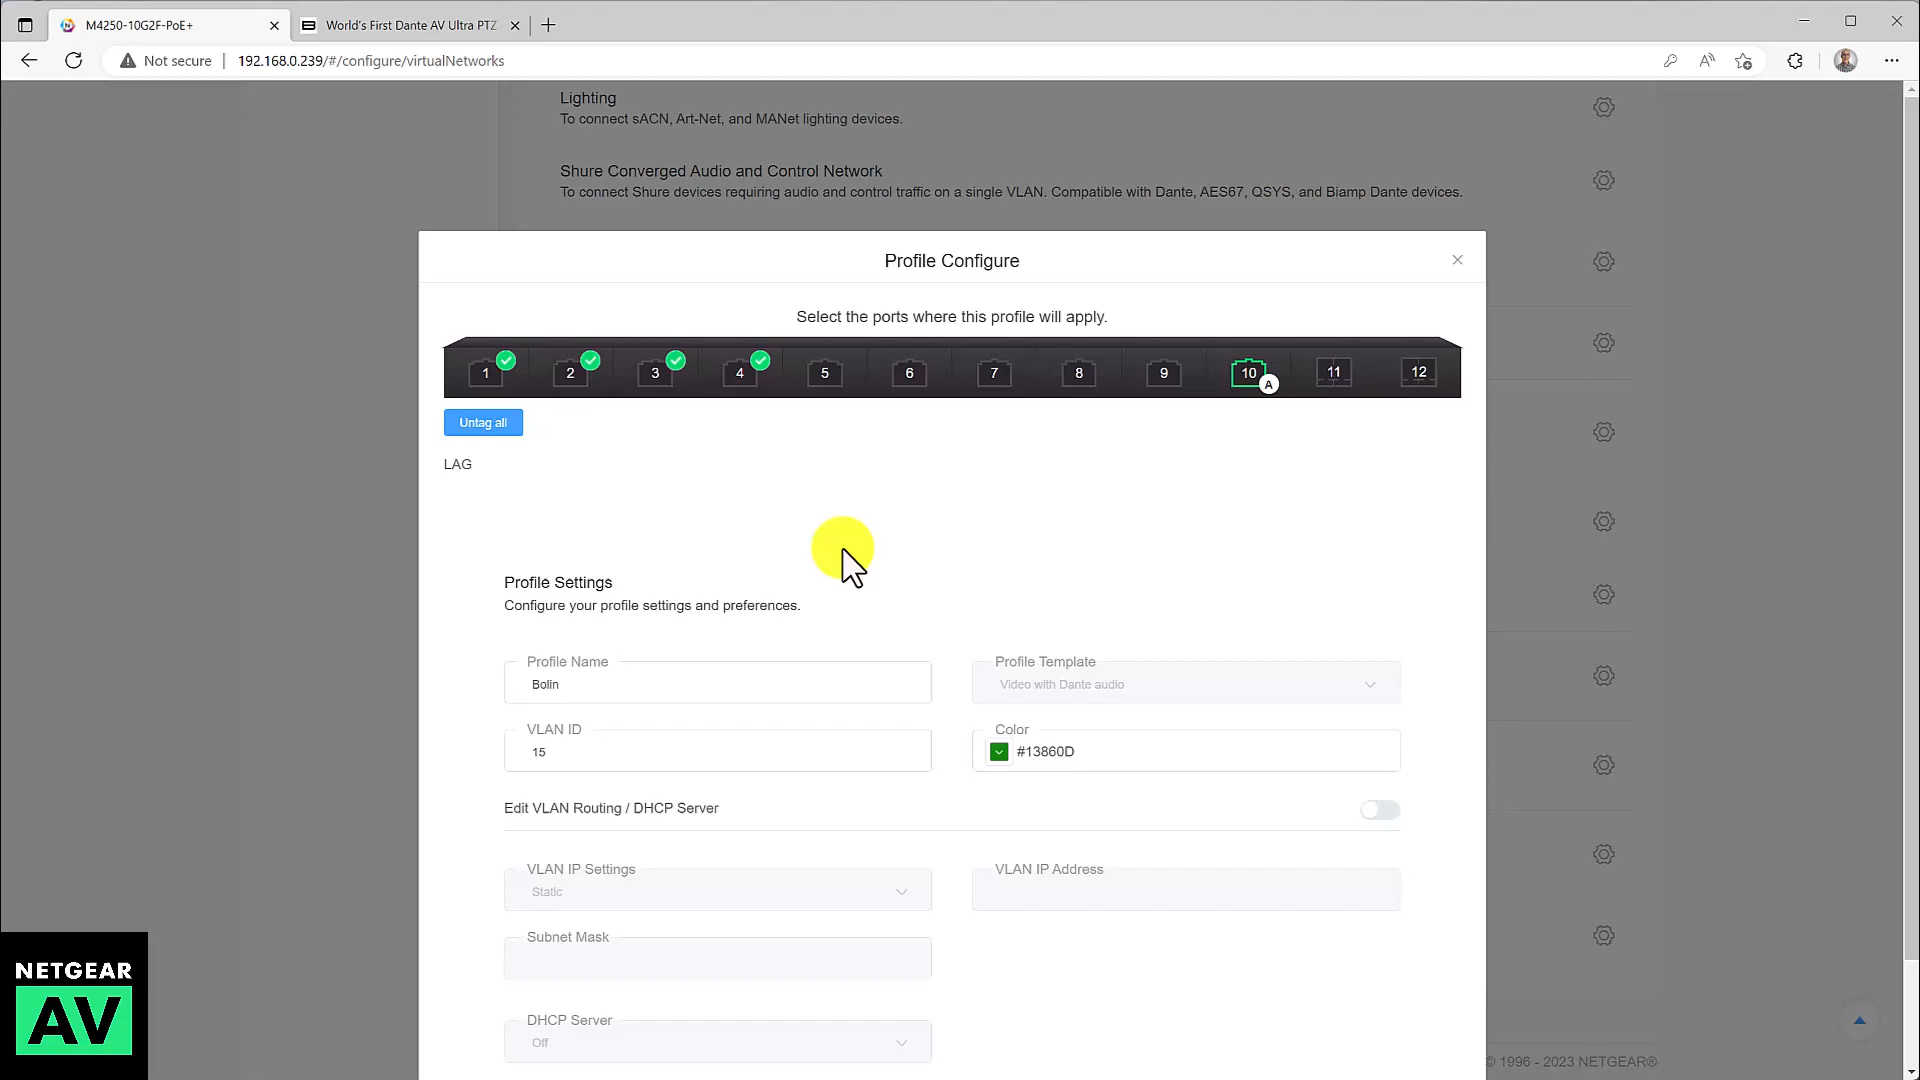 M4250-10G2F-PoE+
World's First Dante AV Ultra PTZ
Not secure
192.168.0.239/#/configure/virtualNetworks
Lighting
To connect sACN, Art-Net, and MANet lighting devices.
Shure Converged Audio and Control Network
To connect Shure devices requiring audio and control traffic on a single VLAN. Compatible with Dante, AES67, QSYS, and Biamp Dante devices.
Profile Configure
Select the ports where this profile will apply.
1 2 3 4 5 6 7 8 9 10 11 12
A
Untag all
LAG
Profile Settings
Configure your profile settings and preferences.
Profile Name
Bolin
Profile Template
Video with Dante audio
VLAN ID
15
Color
#13860D
Edit VLAN Routing / DHCP Server
VLAN IP Settings
Static
VLAN IP Address
Subnet Mask
DHCP Server
Off
© 1996 - 2023 NETGEAR®
NETGEAR
AV